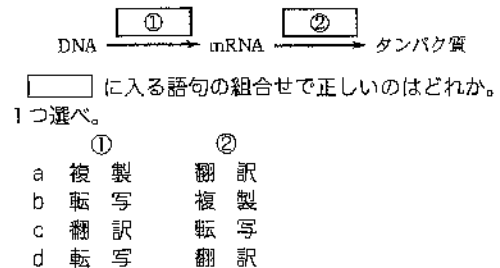 ① ②
DNA → mRNA → タンパク質
に入る語句の組合せで正しいのはどれか。
1つ選べ。
① ②
a 複製 翻訳
b 転写 複製
c 翻訳 転写
d 転写 翻訳